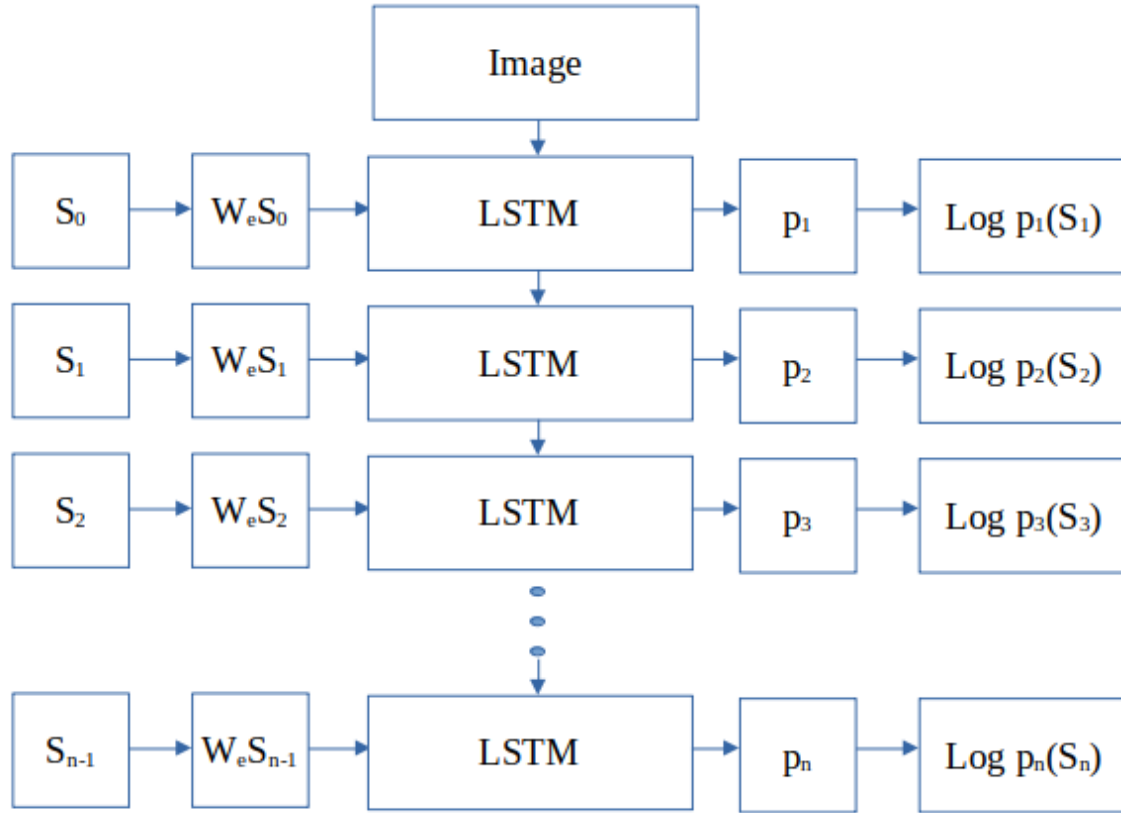 Image
S₀ WₑS₀ LSTM p₁ Log p₁(S₁)
S₁ WₑS₁ LSTM p₂ Log p₂(S₂)
S₂ WₑS₂ LSTM p₃ Log p₃(S₃)
Sₙ₋₁ WₑSₙ₋₁ LSTM pₙ Log pₙ(Sₙ)